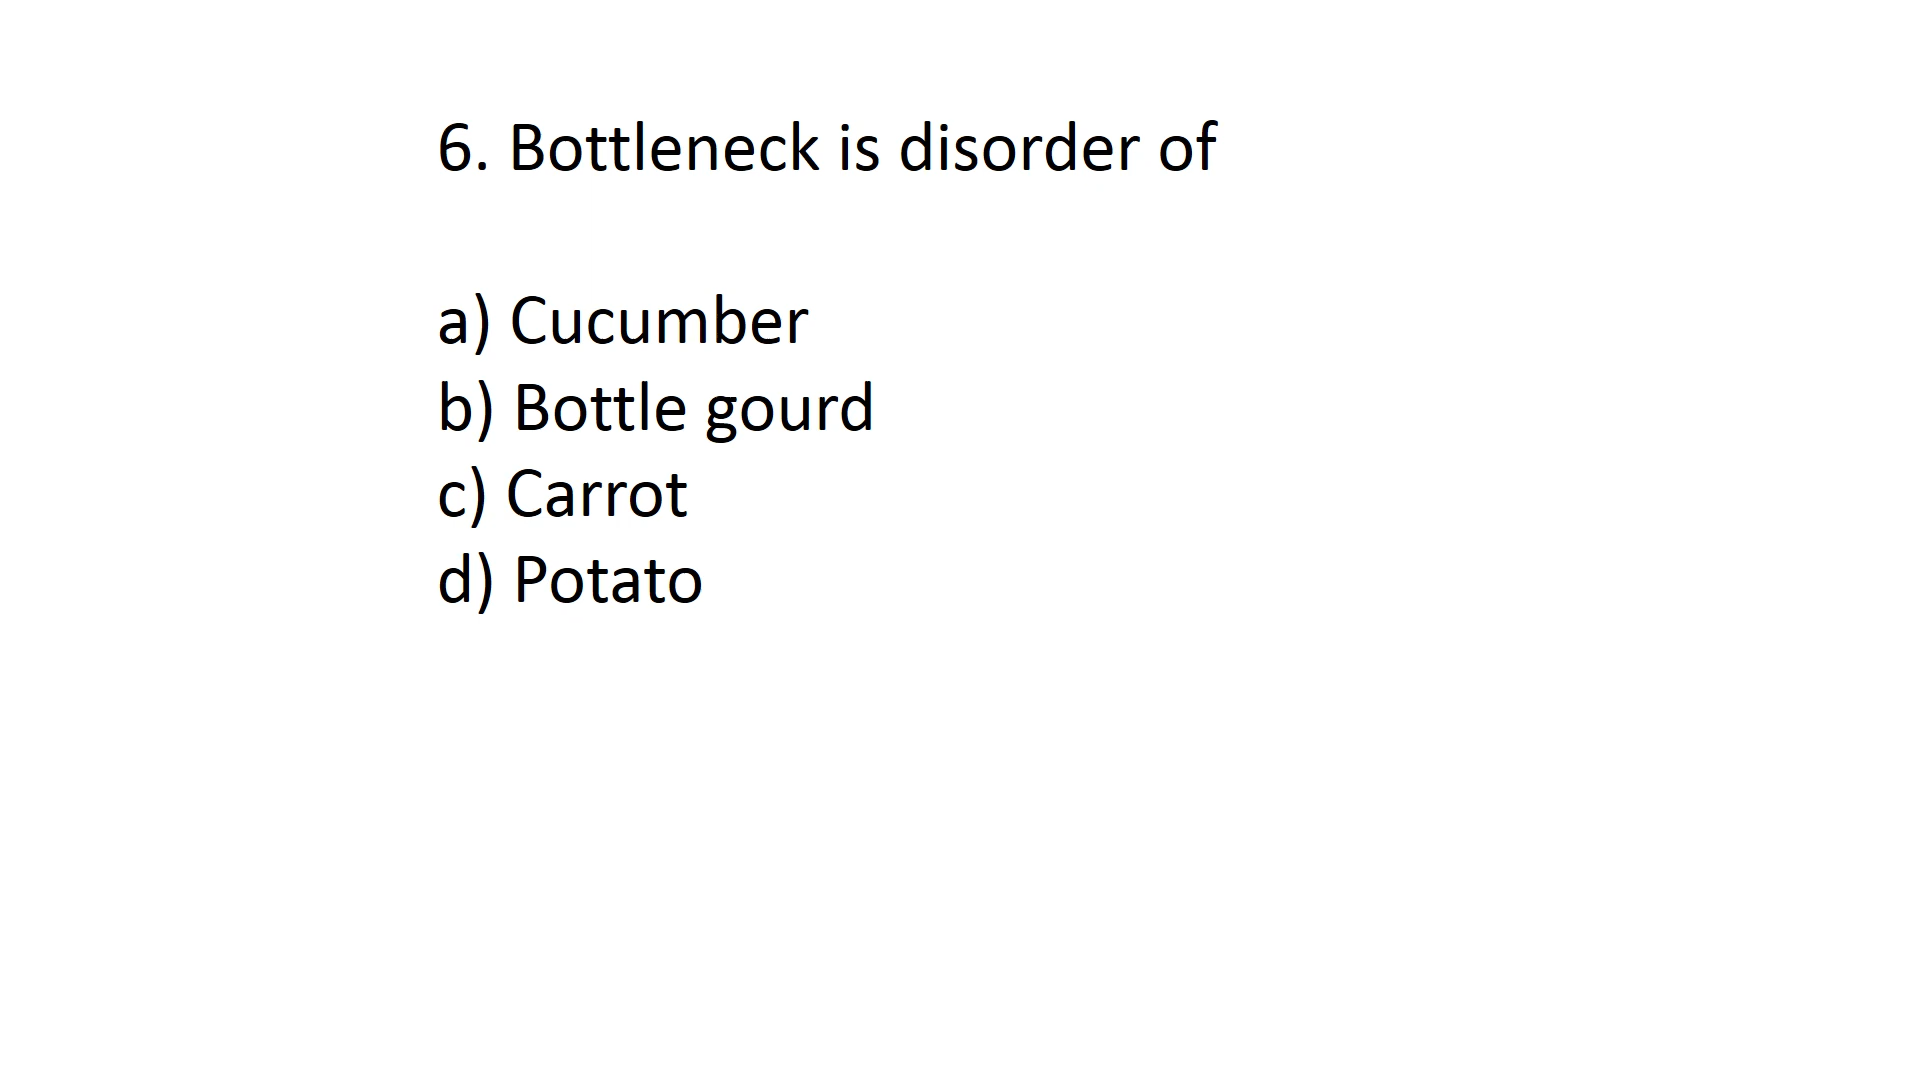 6. Bottleneck is disorder of
a) Cucumber
b) Bottle gourd
c) Carrot
d) Potato